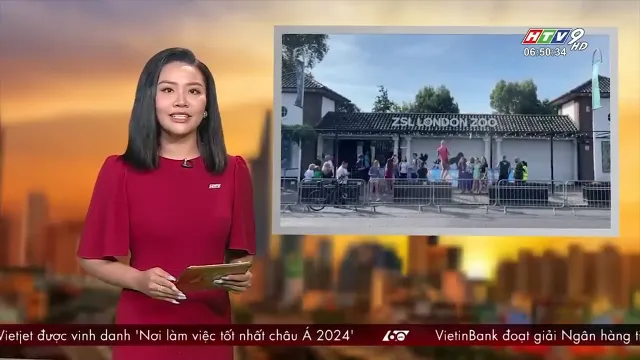 HTV9 HD
06:50:34
ZSL LONDON ZOO
Vietjet được vinh danh 'Nơi làm việc tốt nhất châu Á 2024' 60 VietinBank đoạt giải Ngân hàng t